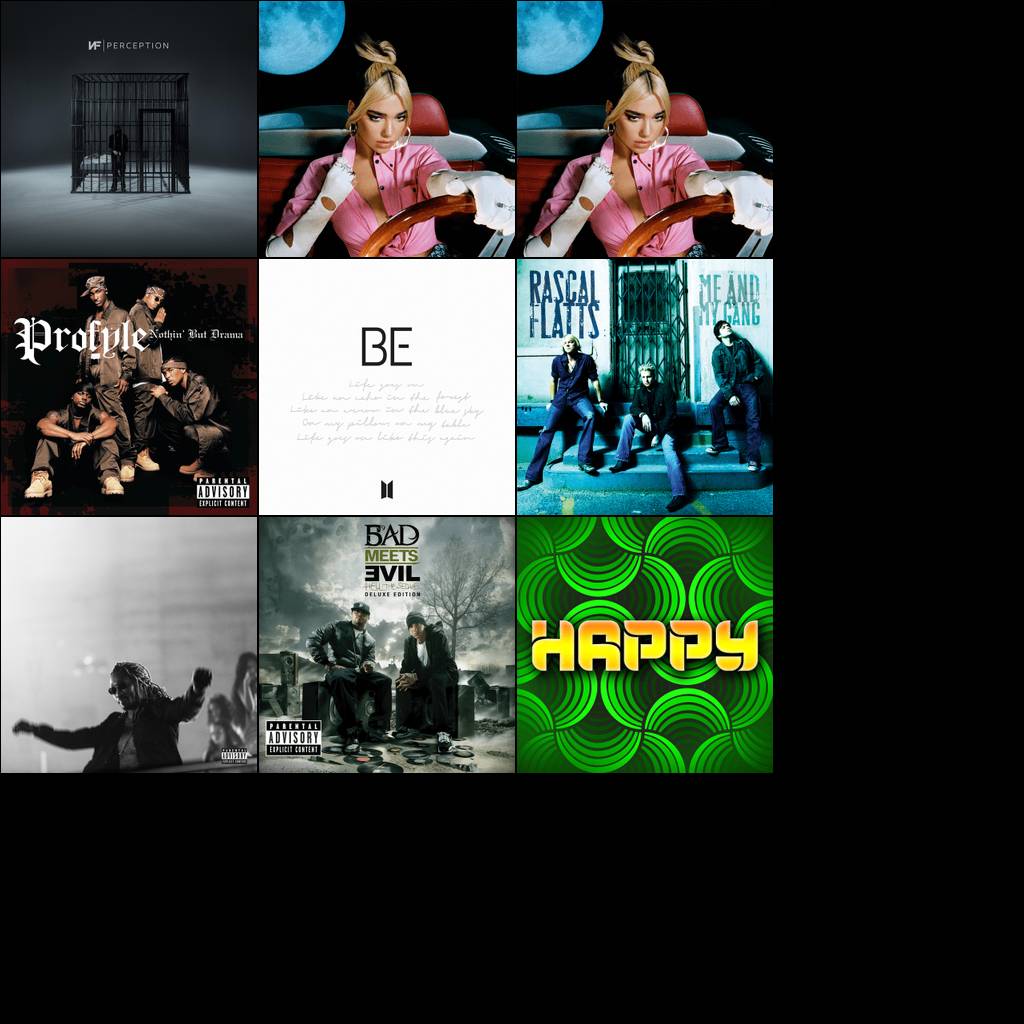 NF | PERCEPTION
Profyle
Nothin' But Drama
PARENTAL
ADVISORY
EXPLICIT CONTENT
BE
Life goes on
Like an echo in the forest
Like an arrow in the blue sky
On my pillow, on my table
Life goes on like this again
RASCAL
FLATTS
ME AND
MY GANG
PARENTAL
ADVISORY
EXPLICIT CONTENT
BAD
MEETS
EVIL
HELL: THE SEQUEL
DELUXE EDITION
PARENTAL
ADVISORY
EXPLICIT CONTENT
HAPPY